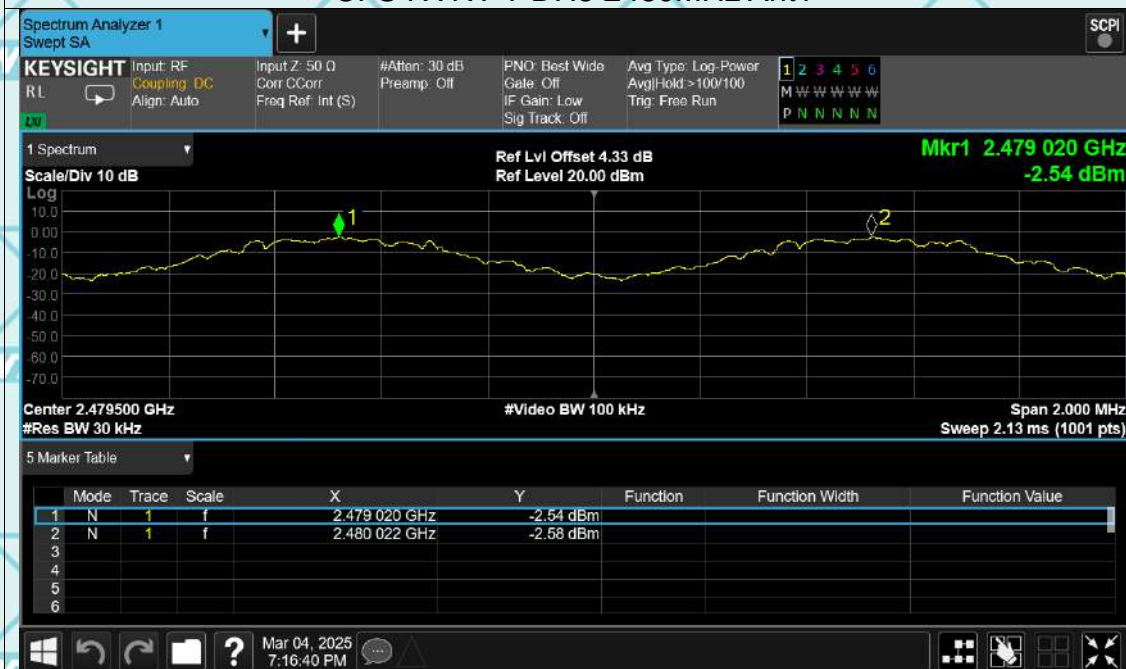 Spectrum Analyzer 1
Swept SA
+
SCPI
KEYSIGHT
RL
LXI
Input: RF
Coupling: DC
Align: Auto
Input Z: 50 Ω
Corr CCorr
Freq Ref: Int (S)
#Atten: 30 dB
Preamp: Off
PNO: Best Wide
Gate: Off
IF Gain: Low
Sig Track: Off
Avg Type: Log-Power
Avg|Hold:>100/100
Trig: Free Run
1 2 3 4 5 6
M W W W W W W
P N N N N N N
1 Spectrum
Scale/Div 10 dB
Ref Lvl Offset 4.33 dB
Ref Level 20.00 dBm
Mkr1 2.479 020 GHz
-2.54 dBm
Log
10.0
0.00
-10.0
-20.0
-30.0
-40.0
-50.0
-60.0
-70.0
1
2
Center 2.479500 GHz
#Res BW 30 kHz
#Video BW 100 kHz
Span 2.000 MHz
Sweep 2.13 ms (1001 pts)
5 Marker Table
Mode Trace Scale X Y Function Function Width Function Value
1 N 1 f 2.479 020 GHz -2.54 dBm
2 N 1 f 2.480 022 GHz -2.58 dBm
3
4
5
6
?
Mar 04, 2025
7:16:40 PM